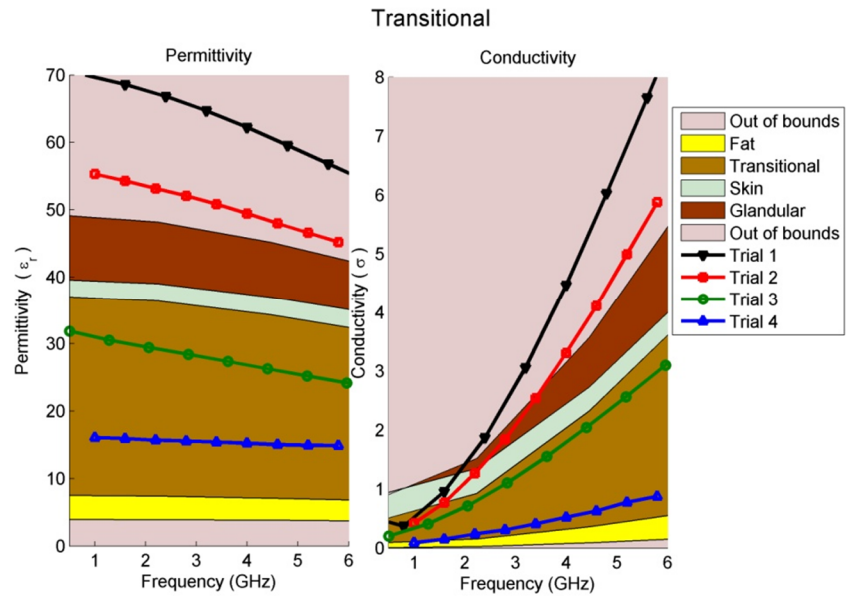 Transitional
Permittivity
Conductivity
70
60
50
40
30
20
10
0
Permittivity ( εr )
1 2 3 4 5 6
Frequency (GHz)
8
7
6
5
4
3
2
1
0
Conductivity ( σ )
1 2 3 4 5 6
Frequency (GHz)
Out of bounds
Fat
Transitional
Skin
Glandular
Out of bounds
Trial 1
Trial 2
Trial 3
Trial 4